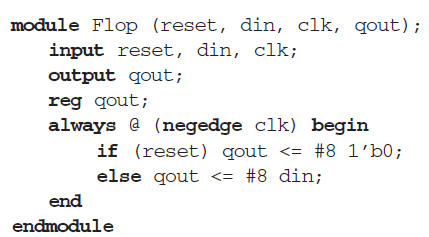 module Flop (reset, din, clk, qout);
input reset, din, clk;
output qout;
reg qout;
always @ (negedge clk) begin
if (reset) qout <= #8 1’b0;
else qout <= #8 din;
end
endmodule